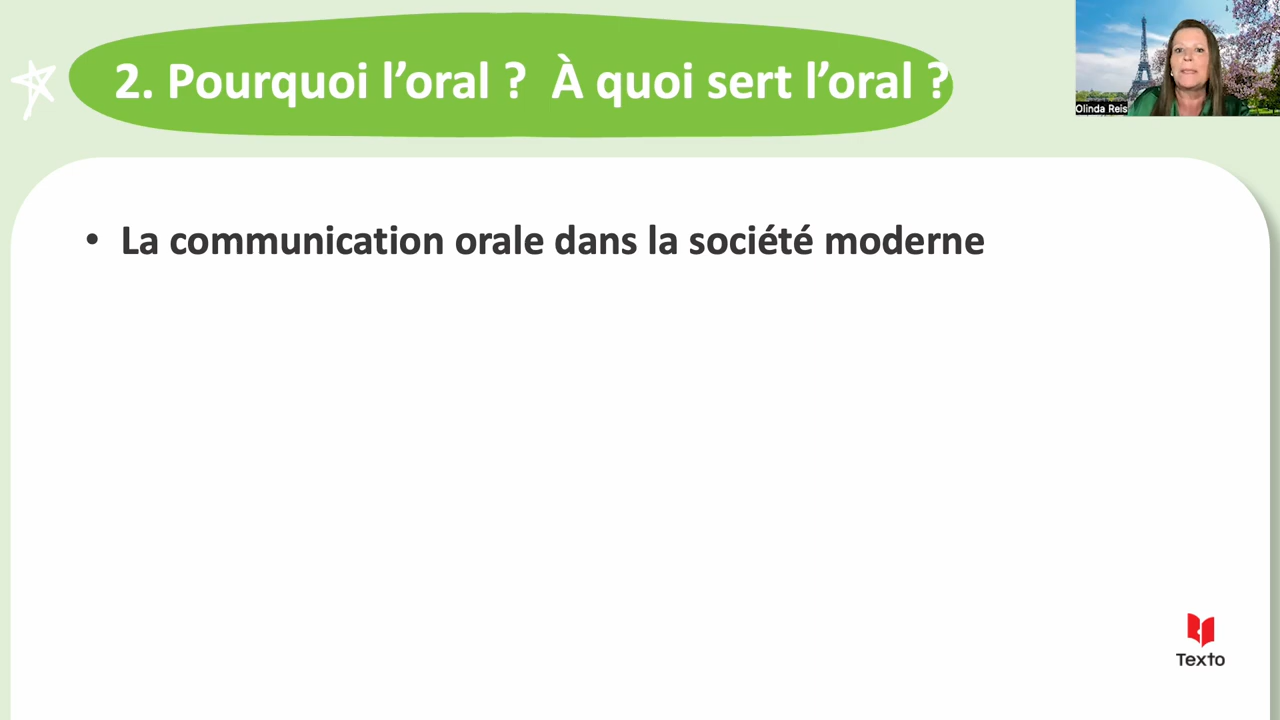 2. Pourquoi l’oral ?  À quoi sert l’oral ?
Olinda Reis
• La communication orale dans la société moderne
Texto